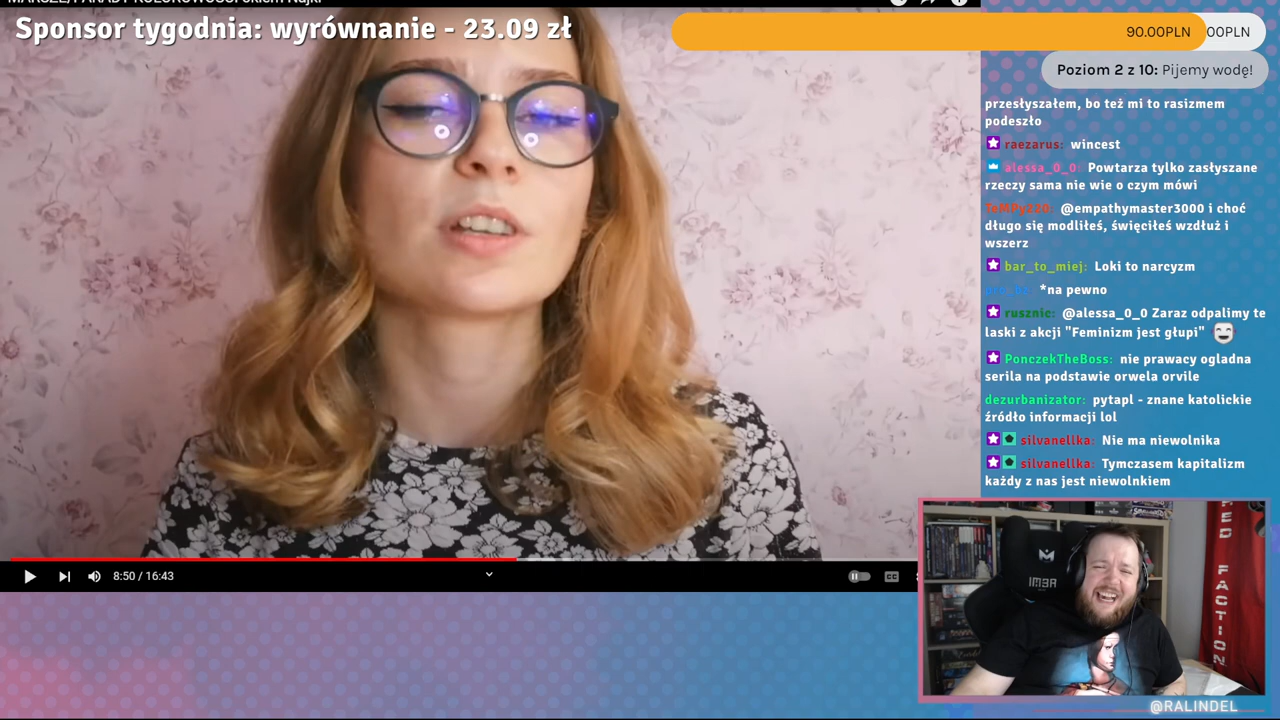 Sponsor tygodnia: wyrównanie - 23.09 zł
90.00PLN
00PLN
Poziom 2 z 10: Pijemy wodę!
przesłyszałem, bo też mi to rasizmem
podeszło
raezarus: wincest
alessa_0_0: Powtarza tylko zasłyszane
rzeczy sama nie wie o czym mówi
@empathymaster3000 i choć
długo się modliłeś, święciłeś wzdłuż i
wszerz
bar_to_miej: Loki to narcyzm
*na pewno
rusznic: @alessa_0_0 Zaraz odpalimy te
laski z akcji "Feminizm jest głupi"
PonczekTheBoss: nie prawacy ogladna
serila na podstawie orwela orvile
dezurbanizator: pytapl - znane katolickie
źródło informacji lol
silvanellka: Nie ma niewolnika
silvanellka: Tymczasem kapitalizm
każdy z nas jest niewolnkiem
8:50 / 16:43
CC
RED FACTION
@RALINDEL